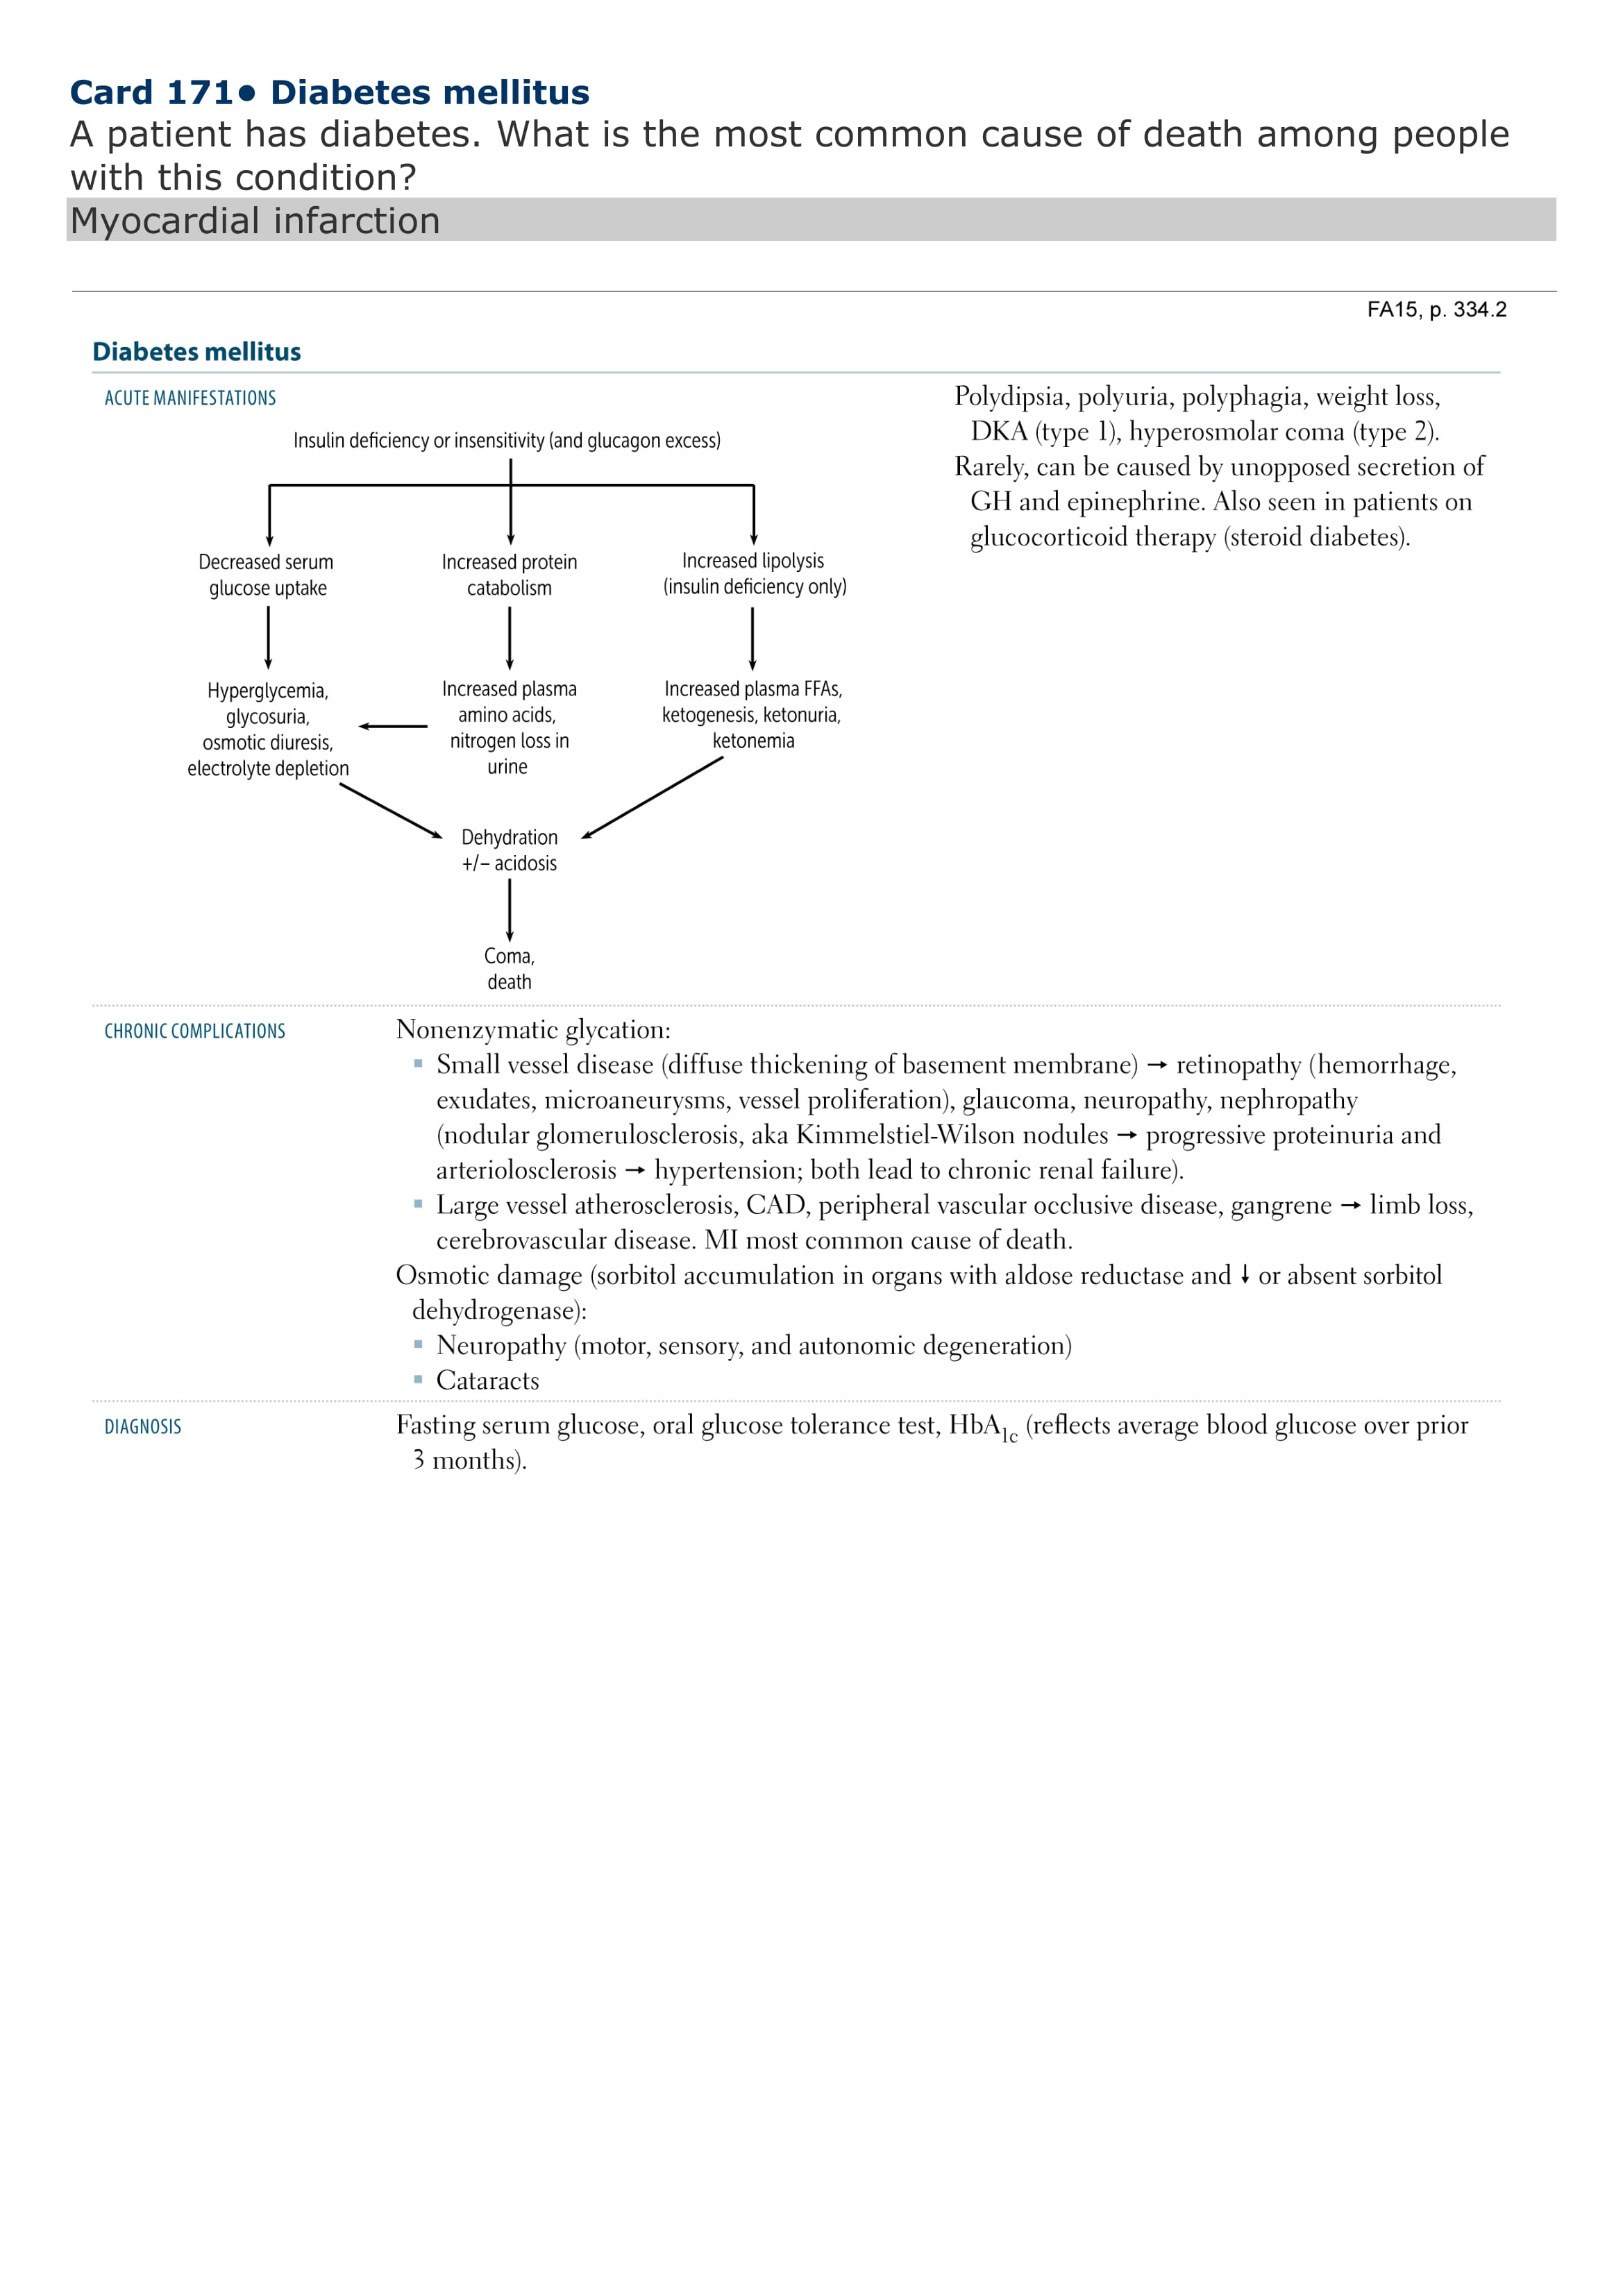 Card 171• Diabetes mellitus
A patient has diabetes. What is the most common cause of death among people
with this condition?
Myocardial infarction
FA15, p. 334.2
Diabetes mellitus
ACUTE MANIFESTATIONS
Insulin deficiency or insensitivity (and glucagon excess)
Decreased serum
glucose uptake
Increased protein
catabolism
Increased lipolysis
(insulin deficiency only)
Hyperglycemia,
glycosuria,
osmotic diuresis,
electrolyte depletion
Increased plasma
amino acids,
nitrogen loss in
urine
Increased plasma FFAs,
ketogenesis, ketonuria,
ketonemia
Dehydration
+/– acidosis
Coma,
death
Polydipsia, polyuria, polyphagia, weight loss,
DKA (type 1), hyperosmolar coma (type 2).
Rarely, can be caused by unopposed secretion of
GH and epinephrine. Also seen in patients on
glucocorticoid therapy (steroid diabetes).
CHRONIC COMPLICATIONS
Nonenzymatic glycation:
▪ Small vessel disease (diffuse thickening of basement membrane) → retinopathy (hemorrhage,
exudates, microaneurysms, vessel proliferation), glaucoma, neuropathy, nephropathy
(nodular glomerulosclerosis, aka Kimmelstiel-Wilson nodules → progressive proteinuria and
arteriolosclerosis → hypertension; both lead to chronic renal failure).
▪ Large vessel atherosclerosis, CAD, peripheral vascular occlusive disease, gangrene → limb loss,
cerebrovascular disease. MI most common cause of death.
Osmotic damage (sorbitol accumulation in organs with aldose reductase and ↓ or absent sorbitol
dehydrogenase):
▪ Neuropathy (motor, sensory, and autonomic degeneration)
▪ Cataracts
DIAGNOSIS
Fasting serum glucose, oral glucose tolerance test, HbA1c (reflects average blood glucose over prior
3 months).